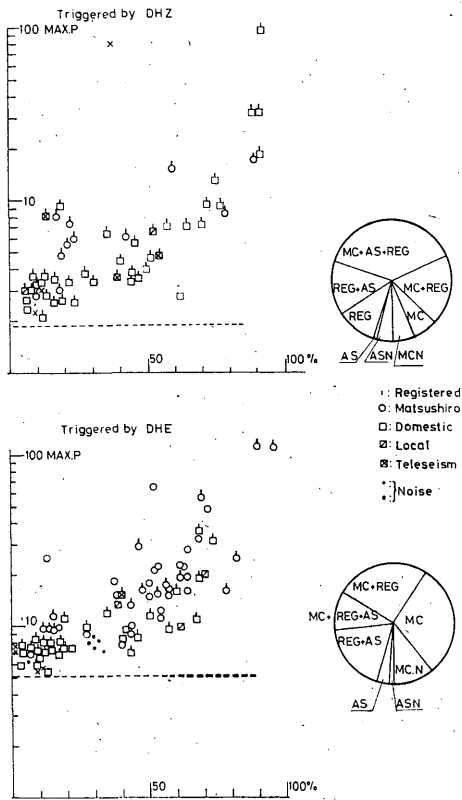 Triggered by DHZ
100 MAX.P
10
50
100%
MC+AS+REG
REG+AS
MC+REG
REG
MC
AS
ASN
MCN
: Registered
: Matsushiro
: Domestic
: Local
: Teleseism
: Noise
Triggered by DHE
100 MAX.P
10
50
100%
MC+REG
MC
MC+
REG+AS
REG+AS
MC.N
AS
ASN